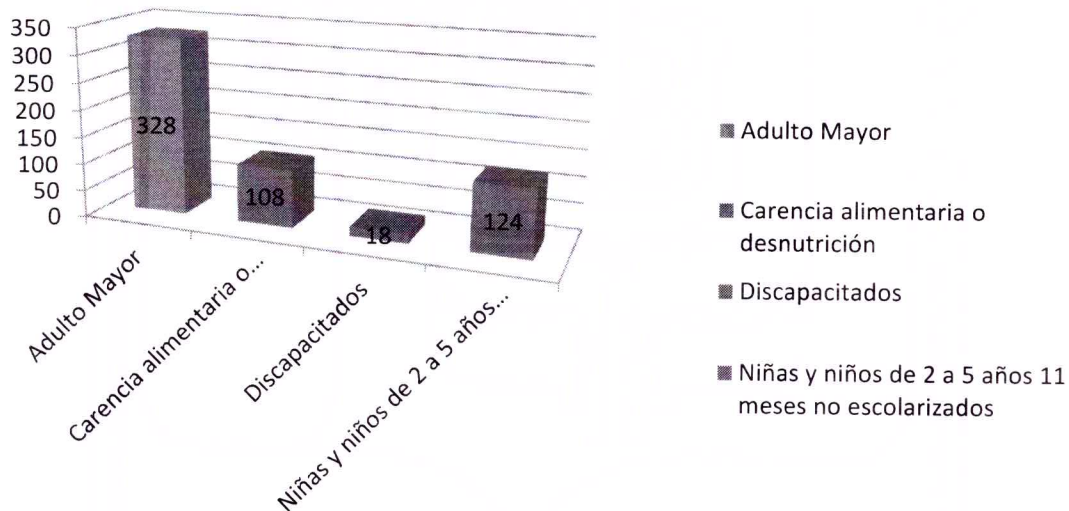 350
300
250
200
150
100
50
0
328
108
18
124
Adulto Mayor
Carencia alimentaria o...
Discapacitados
Niñas y niños de 2 a 5 años...
Adulto Mayor
Carencia alimentaria o
desnutrición
Discapacitados
Niñas y niños de 2 a 5 años 11
meses no escolarizados